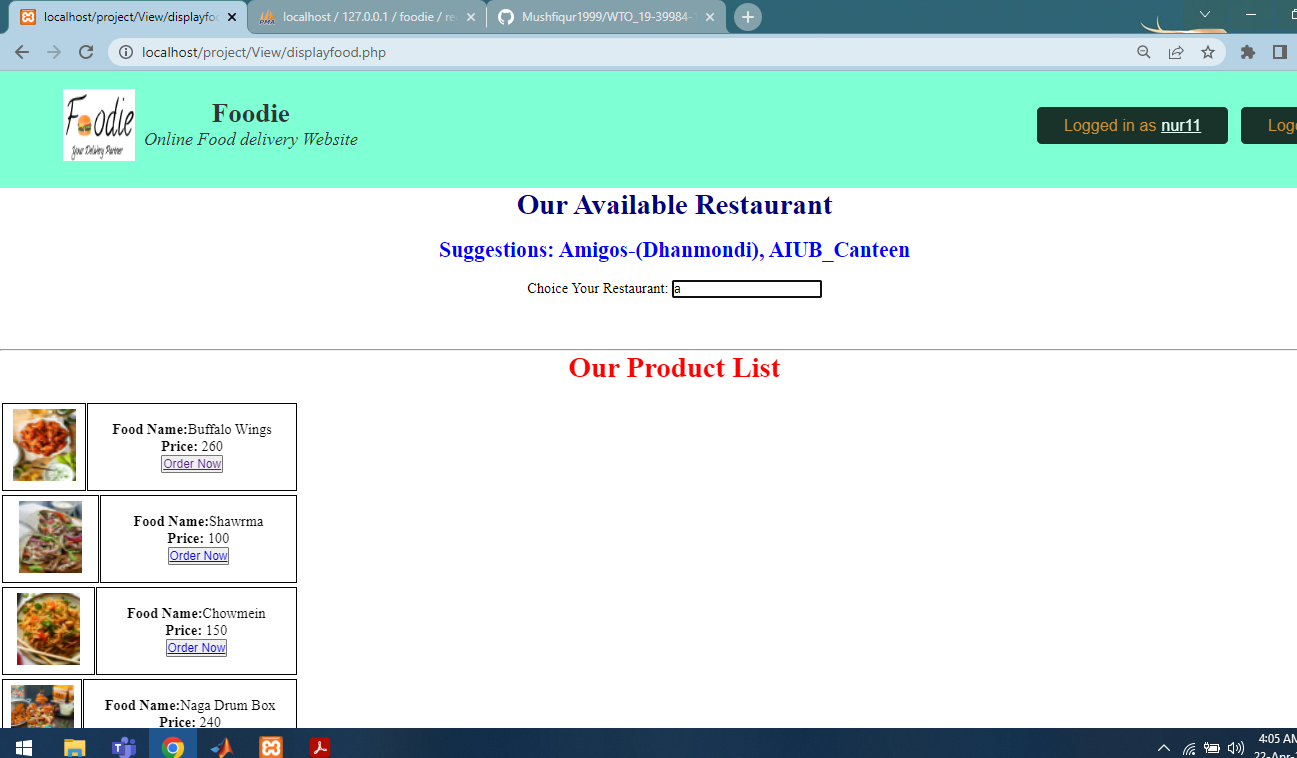 localhost/project/View/displayfo
localhost / 127.0.0.1 / foodie / re
Mushfiqur1999/WTO_19-39984-
localhost/project/View/displayfood.php
Foodie
your Delivery Partner
Foodie
Online Food delivery Website
Logged in as nur11
Log
Our Available Restaurant
Suggestions: Amigos-(Dhanmondi), AIUB_Canteen
Choice Your Restaurant: a
Our Product List
Food Name:Buffalo Wings
Price: 260
Order Now
Food Name:Shawrma
Price: 100
Order Now
Food Name:Chowmein
Price: 150
Order Now
Food Name:Naga Drum Box
Price: 240
4:05 AM
22-Apr-